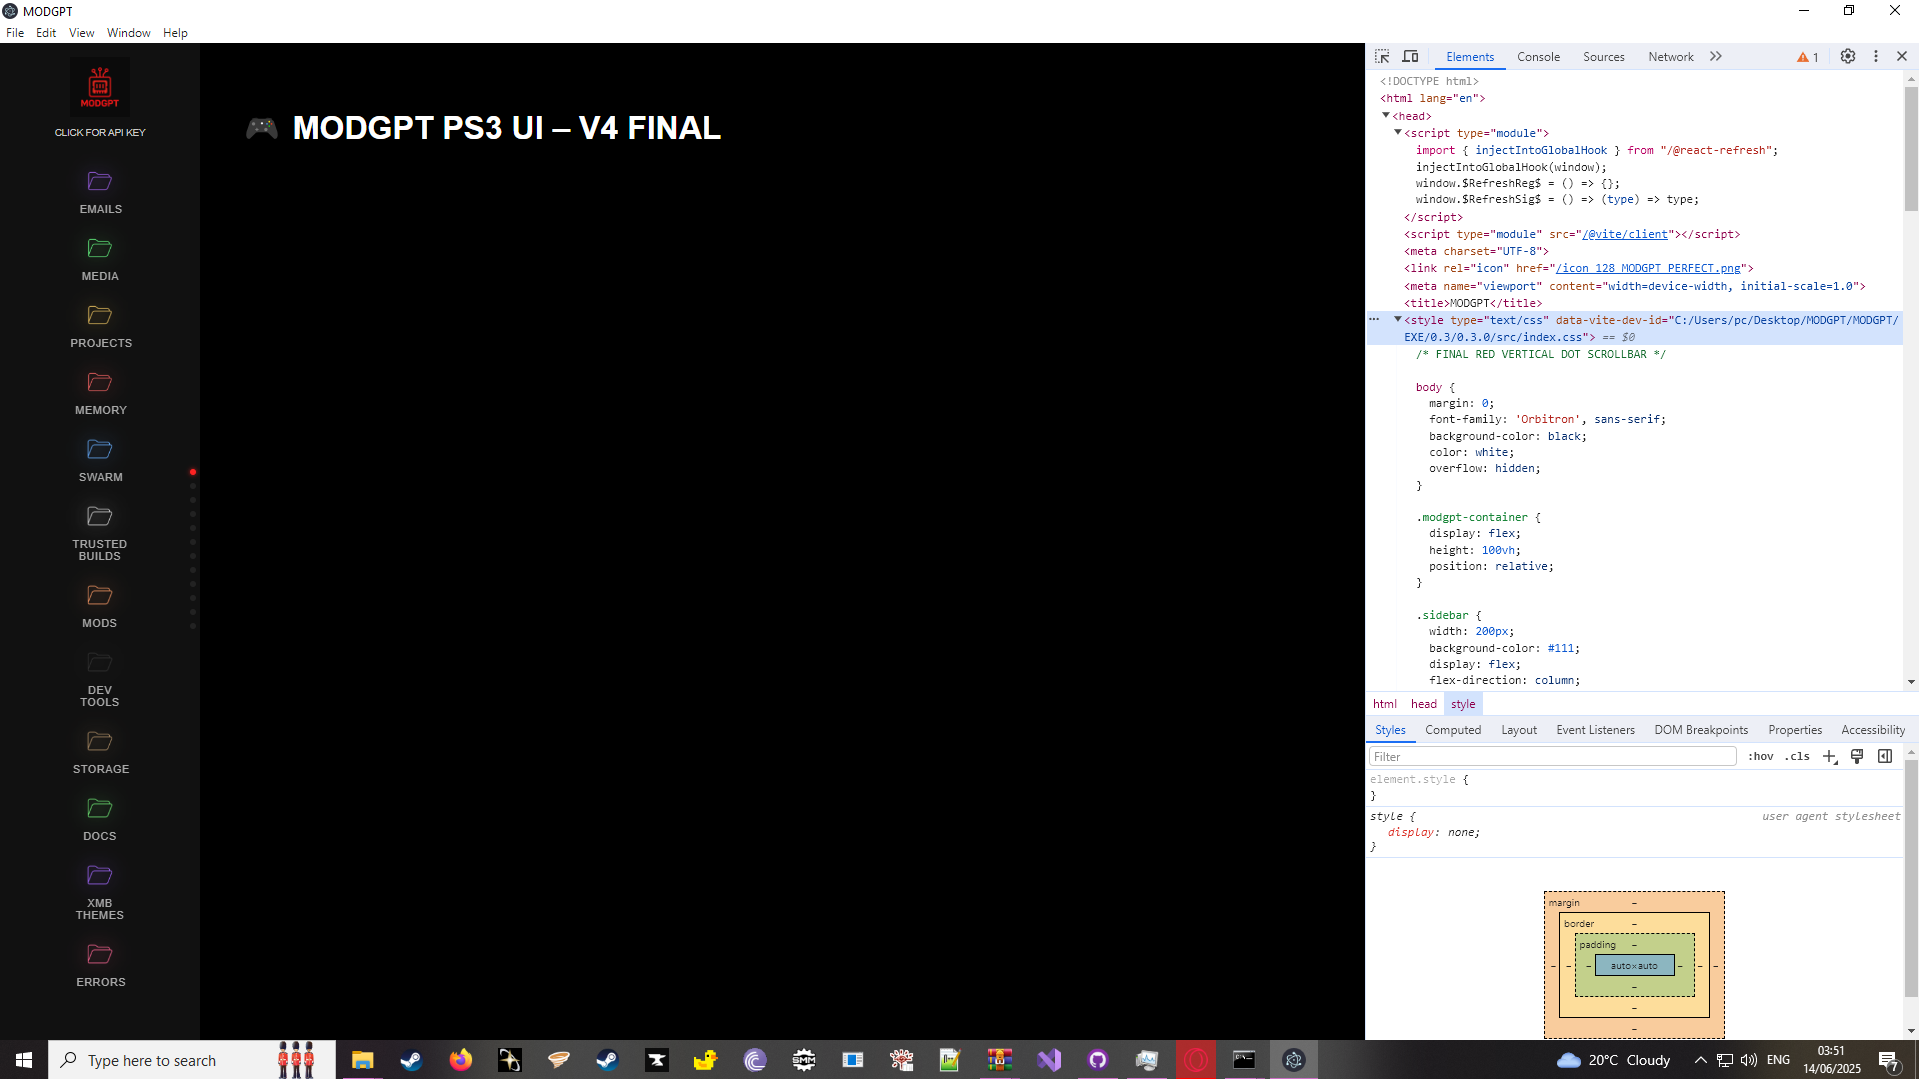 MODGPT
File Edit View Window Help
MODGPT
CLICK FOR API KEY
EMAILS
MEDIA
PROJECTS
MEMORY
SWARM
TRUSTED
BUILDS
MODS
DEV
TOOLS
STORAGE
DOCS
XMB
THEMES
ERRORS
🎮 MODGPT PS3 UI – V4 FINAL
Elements Console Sources Network 1
<!DOCTYPE html>
<html lang="en">
<head>
<script type="module">
import { injectIntoGlobalHook } from "/@react-refresh";
injectIntoGlobalHook(window);
window.$RefreshReg$ = () => {};
window.$RefreshSig$ = () => (type) => type;
</script>
<script type="module" src="/@vite/client"></script>
<meta charset="UTF-8">
<link rel="icon" href="/icon_128_MODGPT_PERFECT.png">
<meta name="viewport" content="width=device-width, initial-scale=1.0">
<title>MODGPT</title>
<style type="text/css" data-vite-dev-id="C:/Users/pc/Desktop/MODGPT/MODGPT/
EXE/0.3/0.3.0/src/index.css"> == $0
/* FINAL RED VERTICAL DOT SCROLLBAR */
body {
margin: 0;
font-family: 'Orbitron', sans-serif;
background-color: black;
color: white;
overflow: hidden;
}
.modgpt-container {
display: flex;
height: 100vh;
position: relative;
}
.sidebar {
width: 200px;
background-color: #111;
display: flex;
flex-direction: column;
html head style
Styles Computed Layout Event Listeners DOM Breakpoints Properties Accessibility
Filter :hov .cls
element.style {
}
style { user agent stylesheet
display: none;
}
margin –
border –
padding –
– – – auto×auto – – –
–
–
–
Type here to search
SMM
20°C Cloudy ENG 03:51
14/06/2025 7